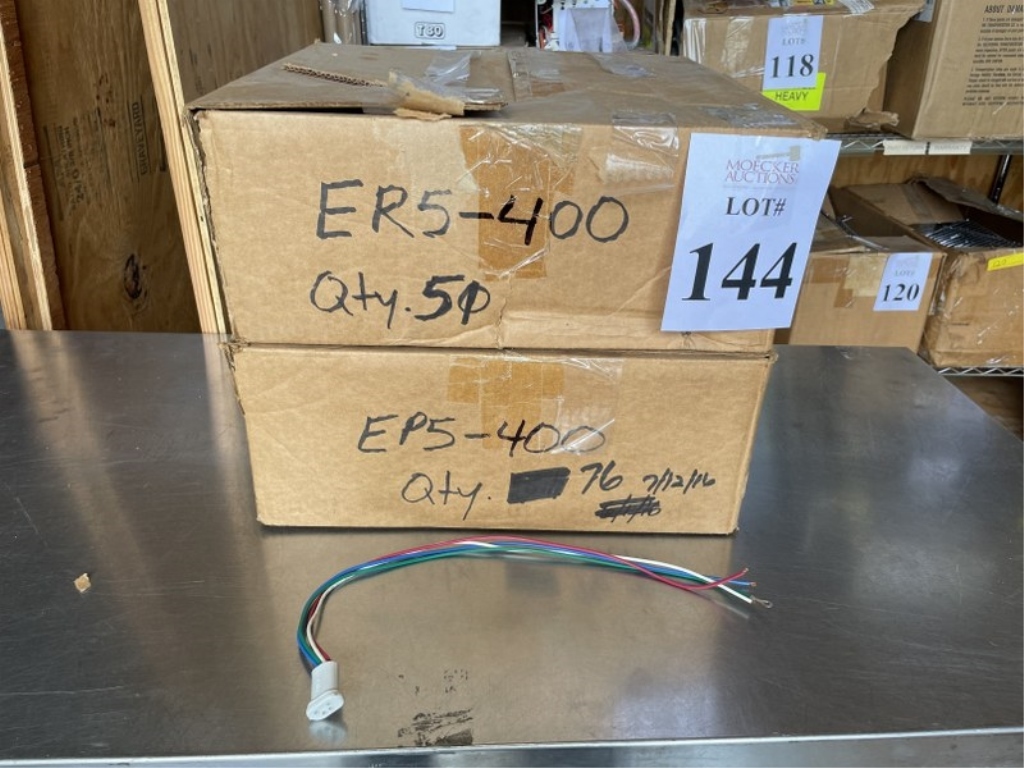 T30
LOT#
118
HEAVY
MOECKER
AUCTIONS
LOT#
144
ER5-400
Qty. 50
LOT#
120
EP5-400
Qty. 76 7/12/16